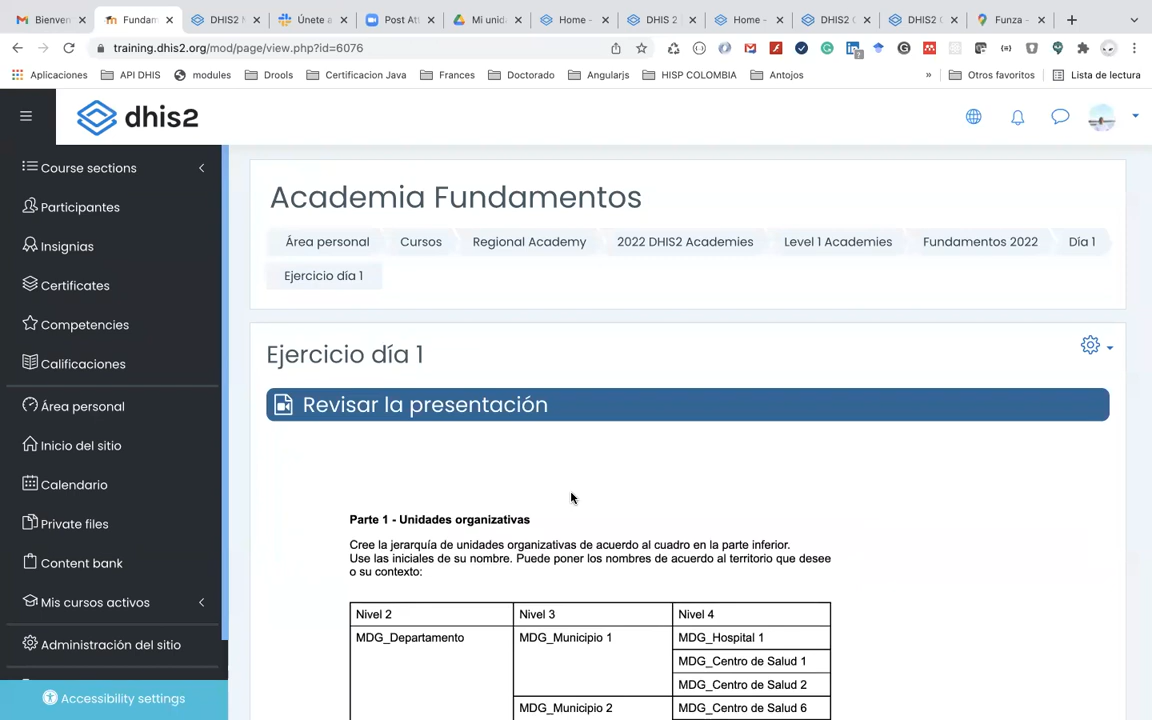 Bienven
Fundam
DHIS2 M
Únete e
Post Att
Mi unida
Home -
DHIS 2
Home -
DHIS2 C
DHIS2 C
Funza -
training.dhis2.org/mod/page/view.php?id=6076
Aplicaciones
API DHIS
modules
Drools
Certificacion Java
Frances
Doctorado
Angularjs
HISP COLOMBIA
Antojos
»
Otros favoritos
Lista de lectura
dhis2
Course sections
Participantes
Insignias
Certificates
Competencies
Calificaciones
Área personal
Inicio del sitio
Calendario
Private files
Content bank
Mis cursos activos
Administración del sitio
Accessibility settings
Academia Fundamentos
Área personal
Cursos
Regional Academy
2022 DHIS2 Academies
Level 1 Academies
Fundamentos 2022
Día 1
Ejercicio día 1
Ejercicio día 1
Revisar la presentación
Parte 1 - Unidades organizativas
Cree la jerarquía de unidades organizativas de acuerdo al cuadro en la parte inferior.
Use las iniciales de su nombre. Puede poner los nombres de acuerdo al territorio que desee
o su contexto:
Nivel 2 Nivel 3 Nivel 4
MDG_Departamento MDG_Municipio 1 MDG_Hospital 1
MDG_Centro de Salud 1
MDG_Centro de Salud 2
MDG_Municipio 2 MDG_Centro de Salud 6